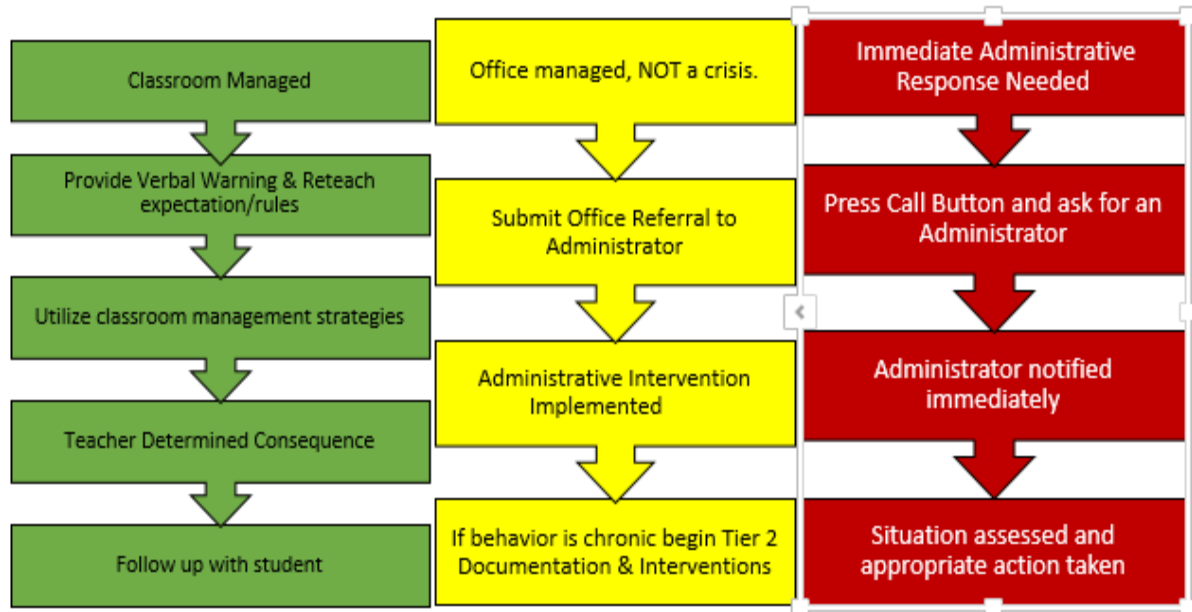 Classroom Managed
Provide Verbal Warning & Reteach
expectation/rules
Utilize classroom management strategies
Teacher Determined Consequence
Follow up with student
Office managed, NOT a crisis.
Submit Office Referral to
Administrator
Administrative Intervention
Implemented
If behavior is chronic begin Tier 2
Documentation & Interventions
Immediate Administrative
Response Needed
Press Call Button and ask for an
Administrator
Administrator notified
immediately
Situation assessed and
appropriate action taken